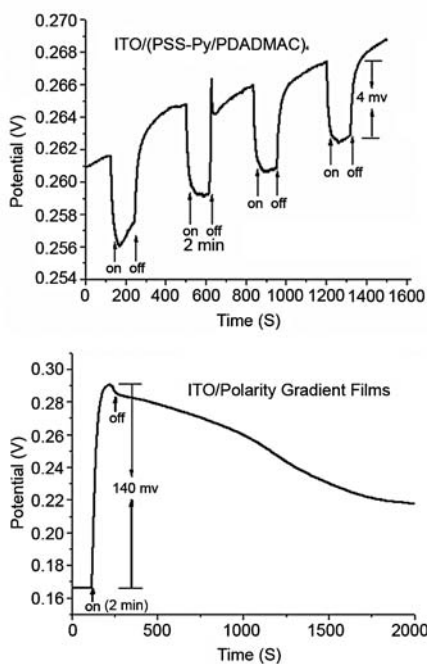 ITO/(PSS-Py/PDADMAC)
0.270
0.268
0.266
0.264
0.262
0.260
0.258
0.256
0.254
Potential (V)
4 mv
on off
on off
2 min
on off
on off
0 200 400 600 800 1000 1200 1400 1600
Time (S)
ITO/Polarity Gradient Films
0.30
0.28
0.26
0.24
0.22
0.20
0.18
0.16
Potential (V)
off
140 mv
on (2 min)
0 500 1000 1500 2000
Time (S)